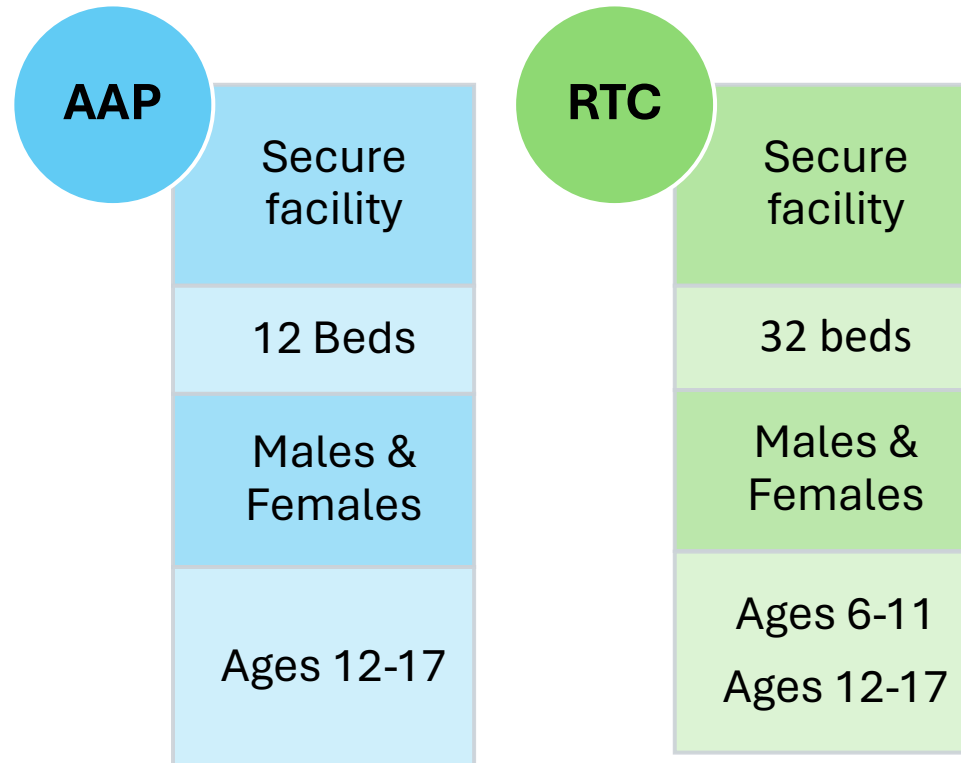 AAP
Secure
facility
12 Beds
Males &
Females
Ages 12-17
RTC
Secure
facility
32 beds
Males &
Females
Ages 6-11
Ages 12-17